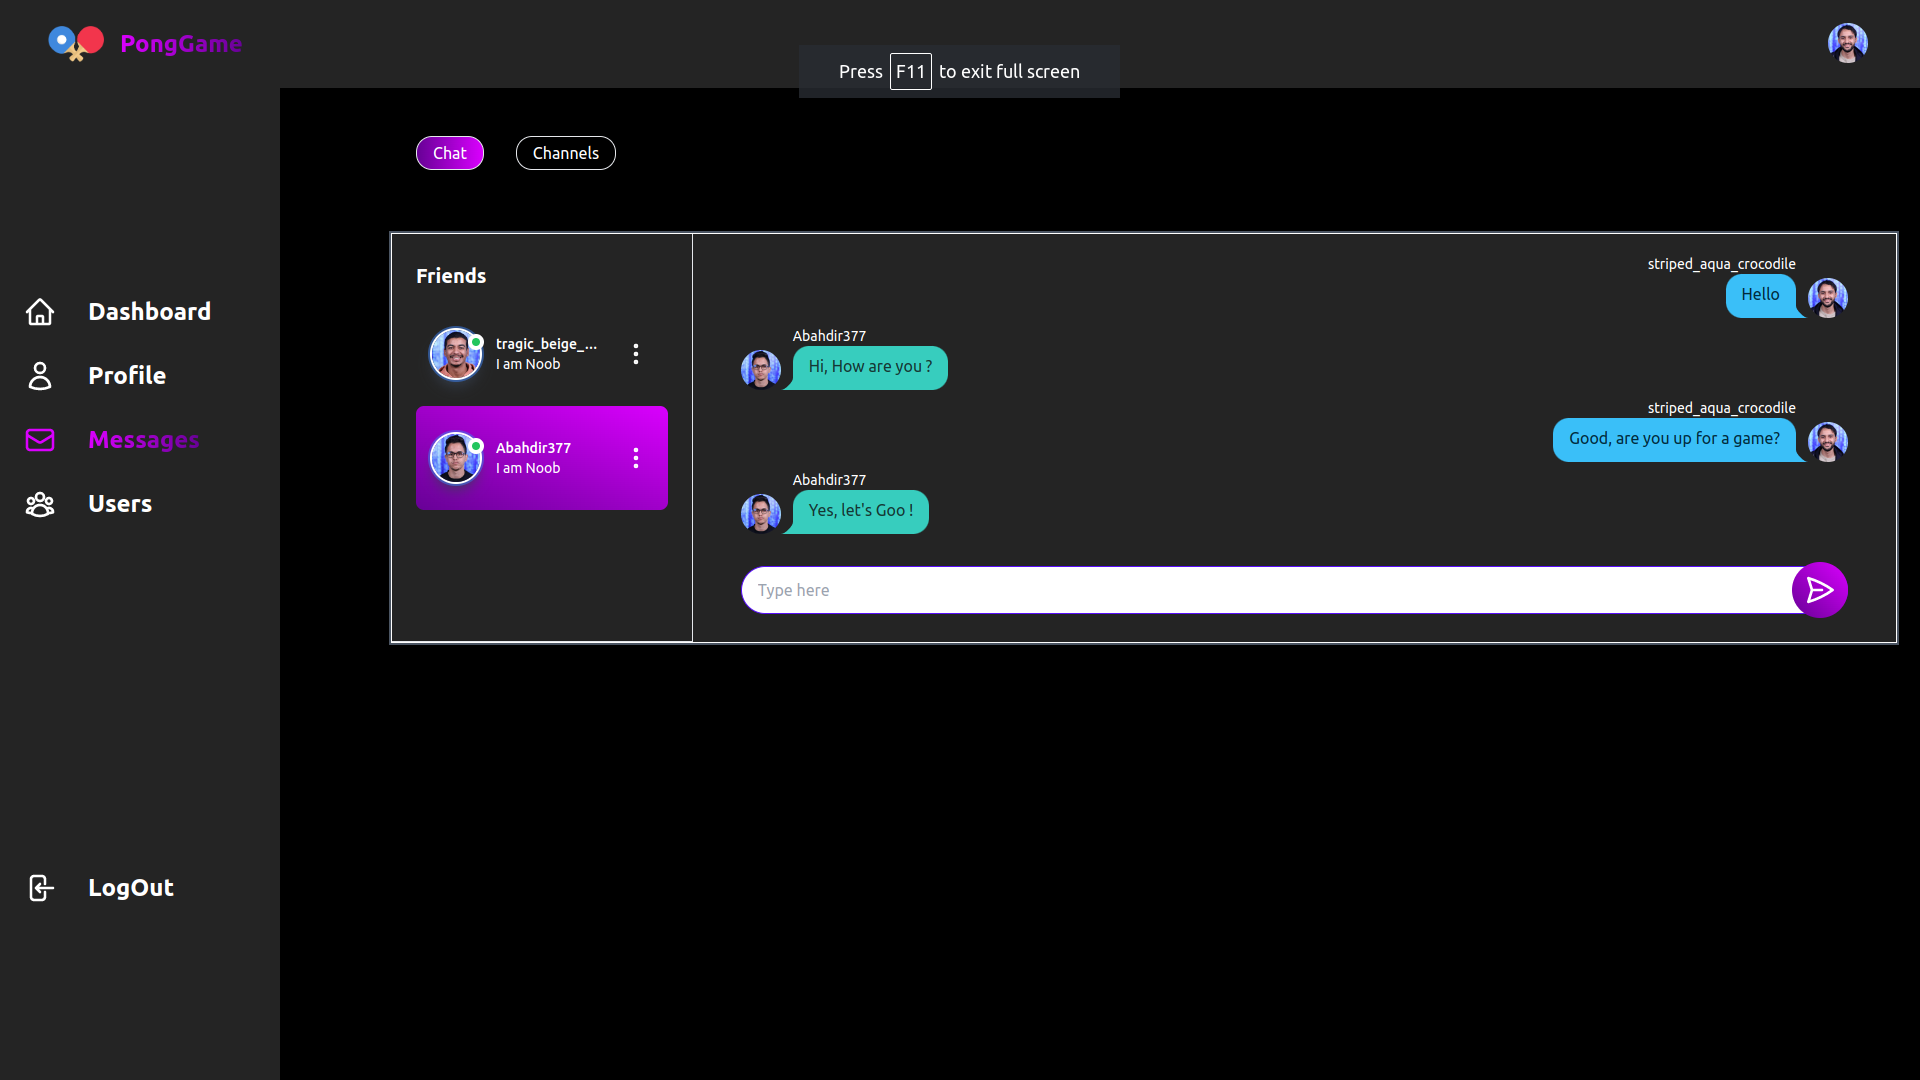 PongGame
Press F11 to exit full screen
Chat
Channels
Dashboard
Profile
Messages
Users
LogOut
Friends
tragic_beige_...
I am Noob
Abahdir377
I am Noob
striped_aqua_crocodile
Hello
Abahdir377
Hi, How are you ?
striped_aqua_crocodile
Good, are you up for a game?
Abahdir377
Yes, let's Goo !
Type here